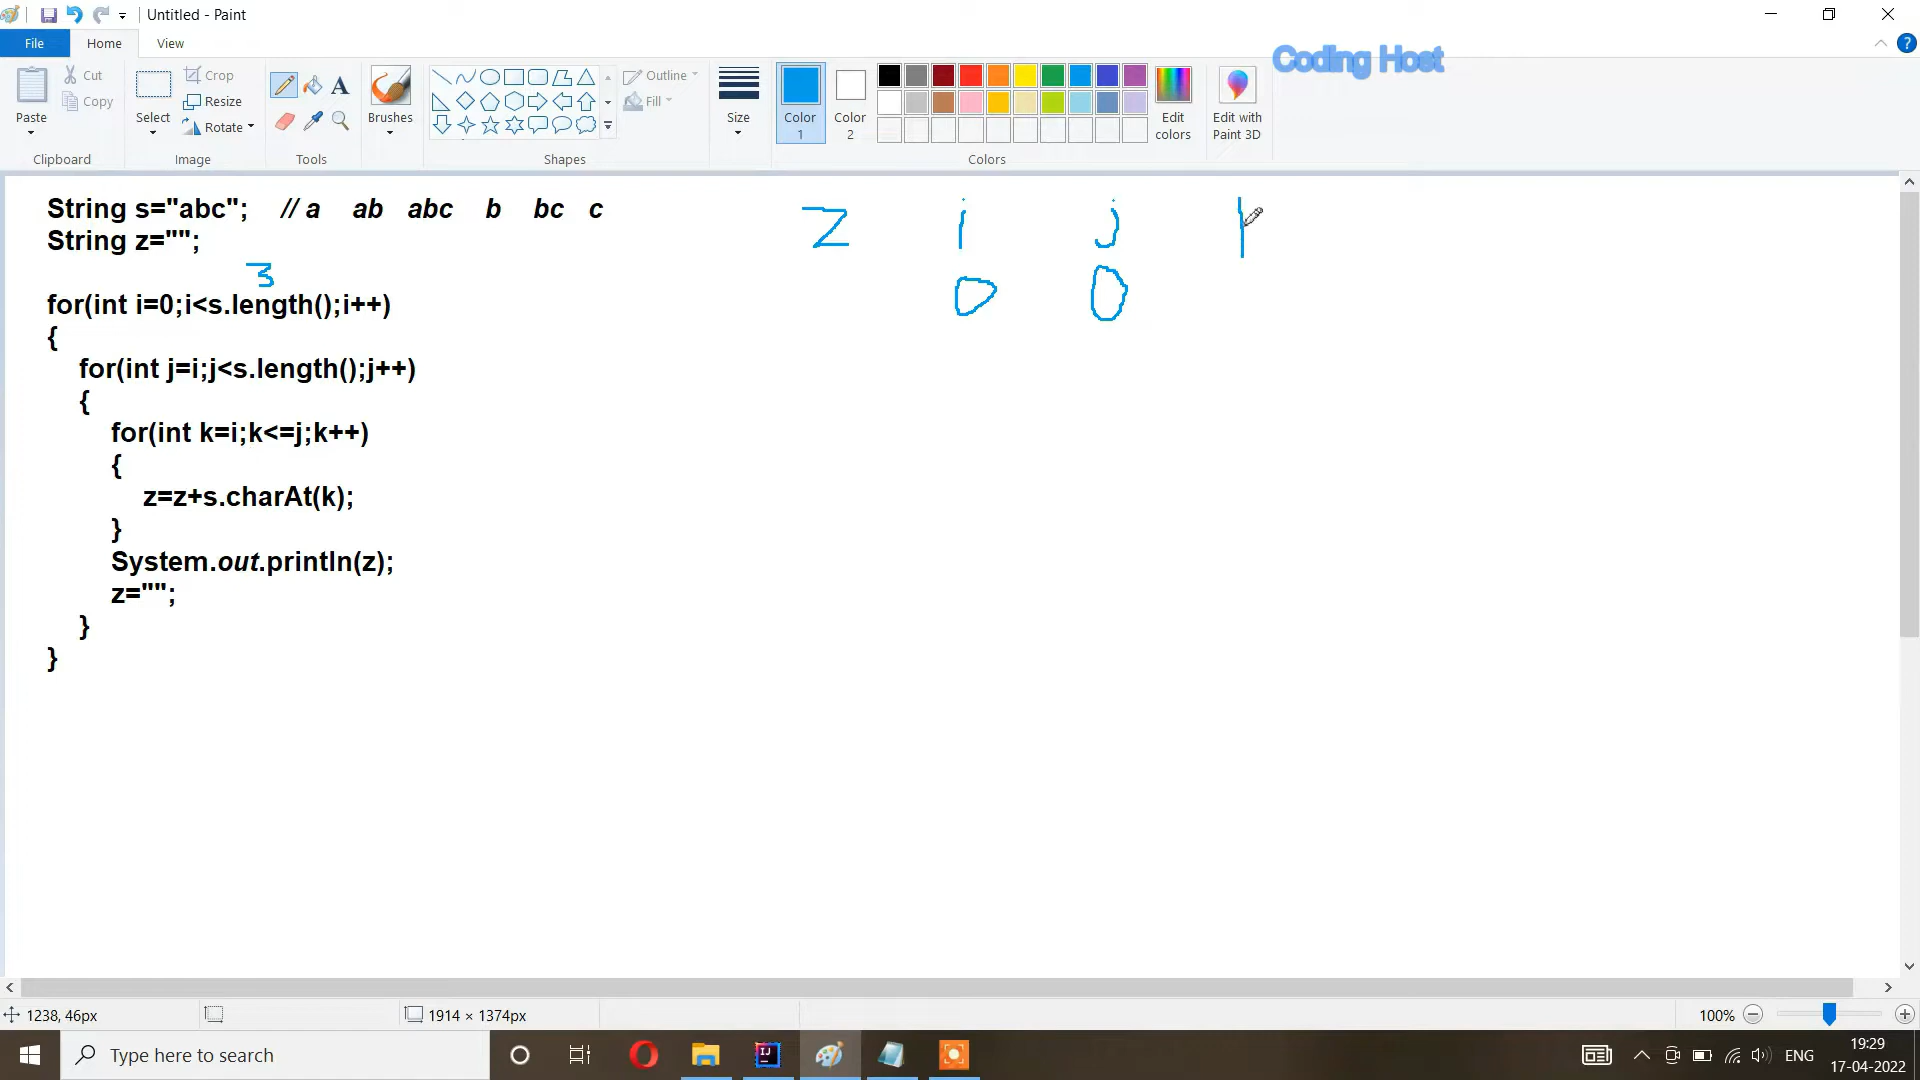 Untitled - Paint
File Home View
Coding Host
Paste
Cut
Copy
Clipboard
Select
Crop
Resize
Rotate
Image
A
Tools
Brushes
Outline
Fill
Shapes
Size
Color 1
Color 2
Edit colors
Colors
Edit with Paint 3D
String s="abc"; // a ab abc b bc c
String z="";
3
for(int i=0;i<s.length();i++)
{
for(int j=i;j<s.length();j++)
{
for(int k=i;k<=j;k++)
{
z=z+s.charAt(k);
}
System.out.println(z);
z="";
}
}
z i j
0 0
1238, 46px
1914 × 1374px
100%
Type here to search
IJ
ENG
19:29
17-04-2022